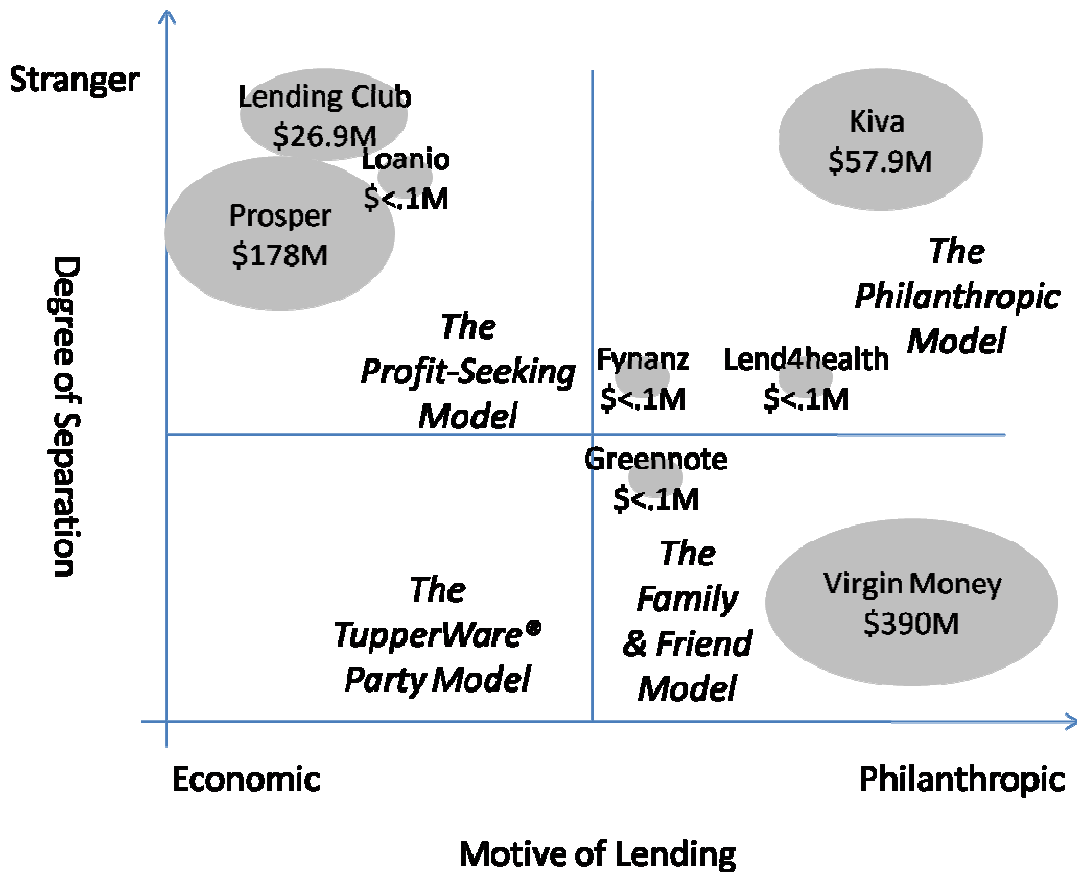 Stranger
Lending Club
$26.9M
Loanio
$<.1M
Prosper
$178M
Kiva
$57.9M
The
Philanthropic
Model
The
Profit-Seeking
Model
Fynanz
$<.1M
Lend4health
$<.1M
Degree of Separation
Greennote
$<.1M
The
TupperWare®
Party Model
The
Family
& Friend
Model
Virgin Money
$390M
Economic
Philanthropic
Motive of Lending